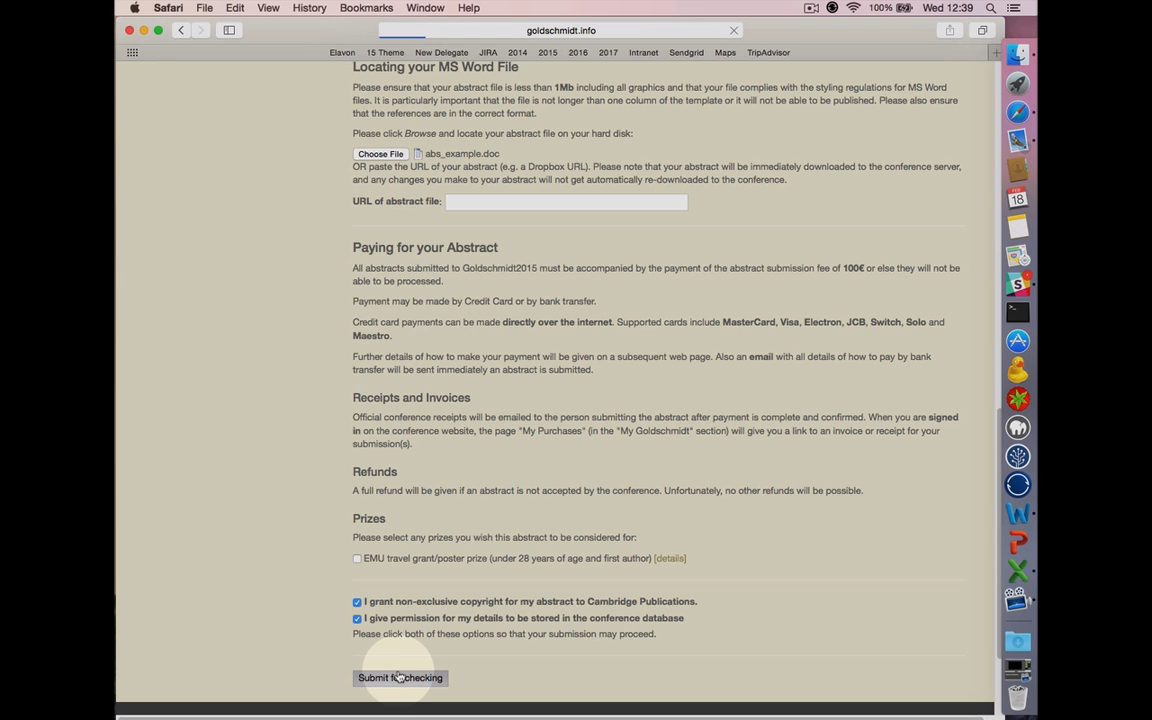 Safari File Edit View History Bookmarks Window Help 100% Wed 12:39
goldschmidt.info
Elavon 15 Theme New Delegate JIRA 2014 2015 2016 2017 Intranet Sendgrid Maps TripAdvisor
Locating your MS Word File
Please ensure that your abstract file is less than 1Mb including all graphics and that your file complies with the styling regulations for MS Word
files. It is particularly important that the file is not longer than one column of the template or it will not be able to be published. Please also ensure
that the references are in the correct format.
Please click Browse and locate your abstract file on your hard disk:
Choose File abs_example.doc
OR paste the URL of your abstract (e.g. a Dropbox URL). Please note that your abstract will be immediately downloaded to the conference server,
and any changes you make to your abstract will not get automatically re-downloaded to the conference.
URL of abstract file:
Paying for your Abstract
All abstracts submitted to Goldschmidt2015 must be accompanied by the payment of the abstract submission fee of 100€ or else they will not be
able to be processed.
Payment may be made by Credit Card or by bank transfer.
Credit card payments can be made directly over the internet. Supported cards include MasterCard, Visa, Electron, JCB, Switch, Solo and
Maestro.
Further details of how to make your payment will be given on a subsequent web page. Also an email with all details of how to pay by bank
transfer will be sent immediately an abstract is submitted.
Receipts and Invoices
Official conference receipts will be emailed to the person submitting the abstract after payment is complete and confirmed. When you are signed
in on the conference website, the page "My Purchases" (in the "My Goldschmidt" section) will give you a link to an invoice or receipt for your
submission(s).
Refunds
A full refund will be given if an abstract is not accepted by the conference. Unfortunately, no other refunds will be possible.
Prizes
Please select any prizes you wish this abstract to be considered for:
EMU travel grant/poster prize (under 28 years of age and first author) [details]
I grant non-exclusive copyright for my abstract to Cambridge Publications.
I give permission for my details to be stored in the conference database
Please click both of these options so that your submission may proceed.
Submit for checking
FEB
18